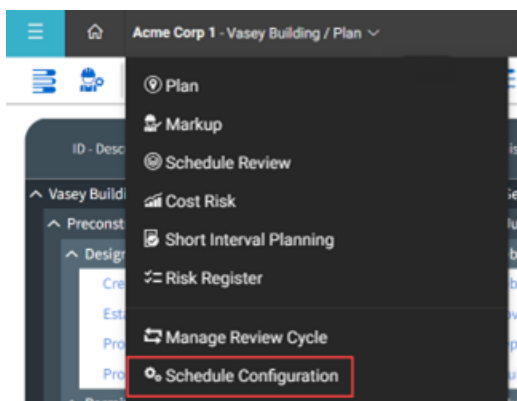 Acme Corp 1 - Vasey Building / Plan
Plan
Markup
ID - Desc
Schedule Review
Vasey Buildi
Cost Risk
Preconst
Short Interval Planning
Design
Risk Register
Cre
Esta
Pro
Manage Review Cycle
Pro
Schedule Configuration